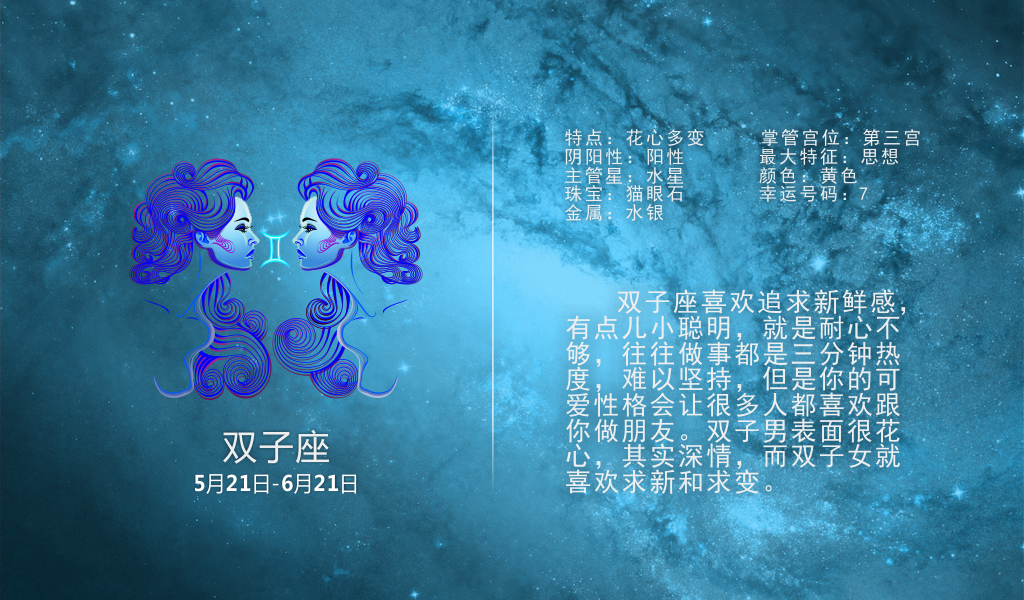 特点：花心多变
阴阳性：阳性
主管星：水星
珠宝：猫眼石
金属：水银
掌管宫位：第三宫
最大特征：思想
颜色：黄色
幸运号码：7
双子座喜欢追求新鲜感，
有点儿小聪明，就是耐心不
够，往往做事都是三分钟热
度，难以坚持，但是你的可
爱性格会让很多人都喜欢跟
你做朋友。双子男表面很花
心，其实深情，而双子女就
喜欢求新和求变。
双子座
5月21日-6月21日